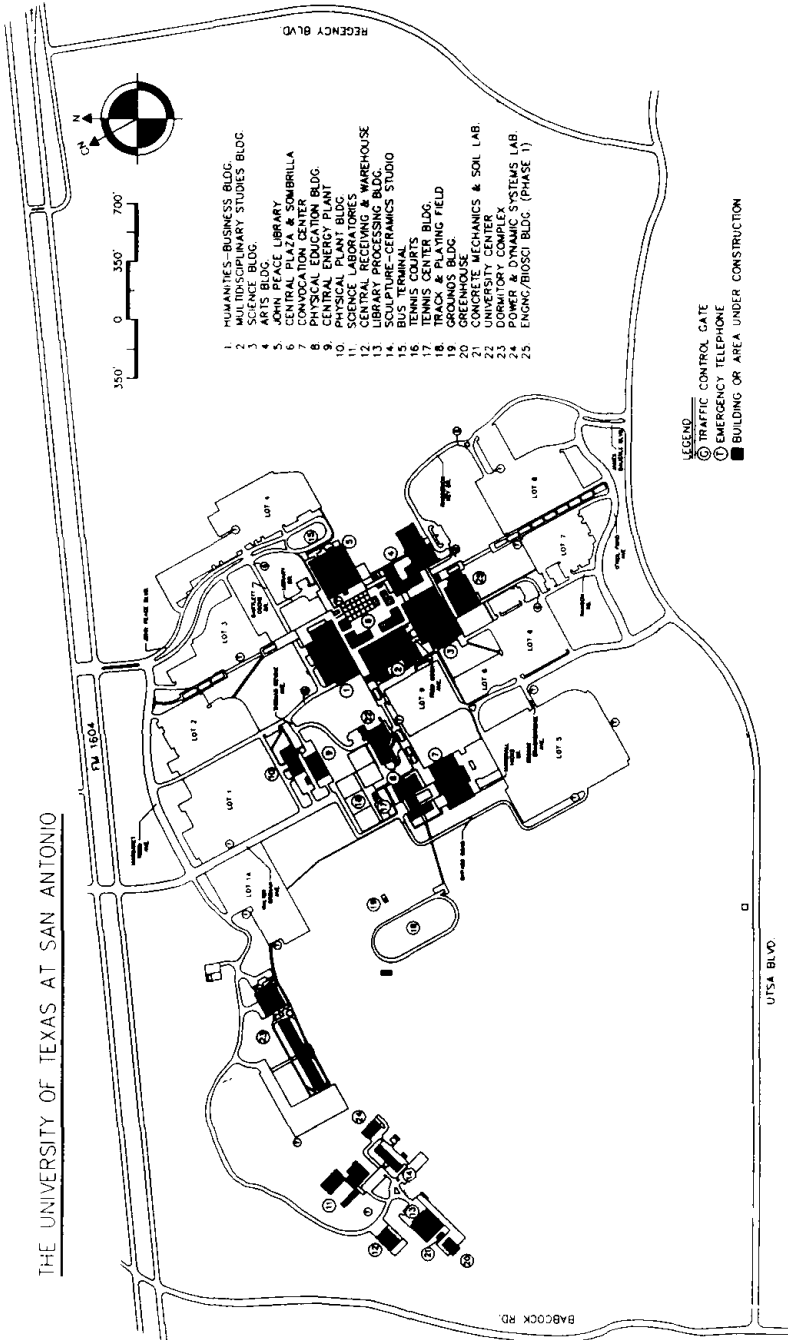 THE UNIVERSITY OF TEXAS AT SAN ANTONIO
FM 1604
REGENCY BLVD.
BABCOCK RD.
UTSA BLVD.
JOHN PEACE BLVD.
N
CN
350' 0 350' 700'
1. HUMANITIES-BUSINESS BLDG.
2 MULTIDISCIPLINARY STUDIES BLDG.
3 SCIENCE BLDG.
4 ARTS BLDG.
5. JOHN PEACE LIBRARY
6 CENTRAL PLAZA & SOMBRILLA
7 CONVOCATION CENTER
8 PHYSICAL EDUCATION BLDG.
9. CENTRAL ENERGY PLANT
10. PHYSICAL PLANT BLDG.
11. SCIENCE LABORATORIES
12. CENTRAL RECEIVING & WAREHOUSE
13. LIBRARY PROCESSING BLDG.
14. SCULPTURE-CERAMICS STUDIO
15. BUS TERMINAL
16. TENNIS COURTS
17. TENNIS CENTER BLDG.
18. TRACK & PLAYING FIELD
19. GROUNDS BLDG.
20 GREENHOUSE
21 CONCRETE MECHANICS & SOIL LAB.
22 UNIVERSITY CENTER
23 DORMITORY COMPLEX
24 POWER & DYNAMIC SYSTEMS LAB.
25. ENGNG/BIOSCI BLDG. (PHASE 1)
LEGEND
G TRAFFIC CONTROL GATE
T EMERGENCY TELEPHONE
BUILDING OR AREA UNDER CONSTRUCTION
LOT 1A
LOT 1
LOT 2
LOT 3
LOT 4
LOT 9
LOT 5
LOT 7
LOT 8